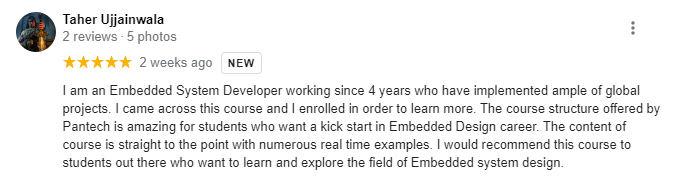 Taher Ujjainwala
2 reviews · 5 photos
★★★★★ 2 weeks ago NEW
I am an Embedded System Developer working since 4 years who have implemented ample of global
projects. I came across this course and I enrolled in order to learn more. The course structure offered by
Pantech is amazing for students who want a kick start in Embedded Design career. The content of
course is straight to the point with numerous real time examples. I would recommend this course to
students out there who want to learn and explore the field of Embedded system design.